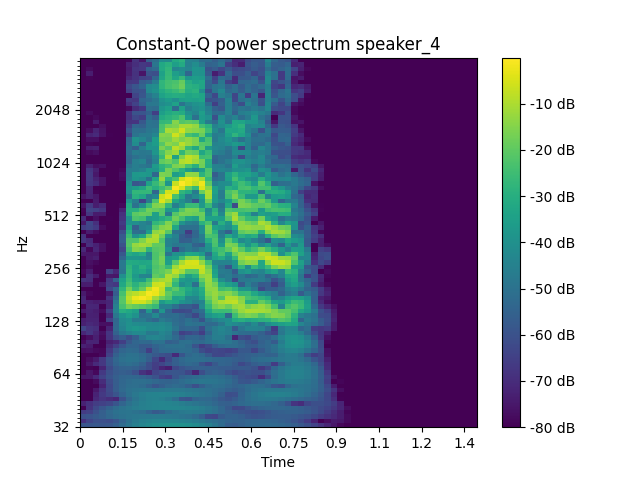 Constant-Q power spectrum speaker_4
Hz
2048
1024
512
256
128
64
32
0 0.15 0.3 0.45 0.6 0.75 0.9 1.1 1.2 1.4
Time
-10 dB
-20 dB
-30 dB
-40 dB
-50 dB
-60 dB
-70 dB
-80 dB